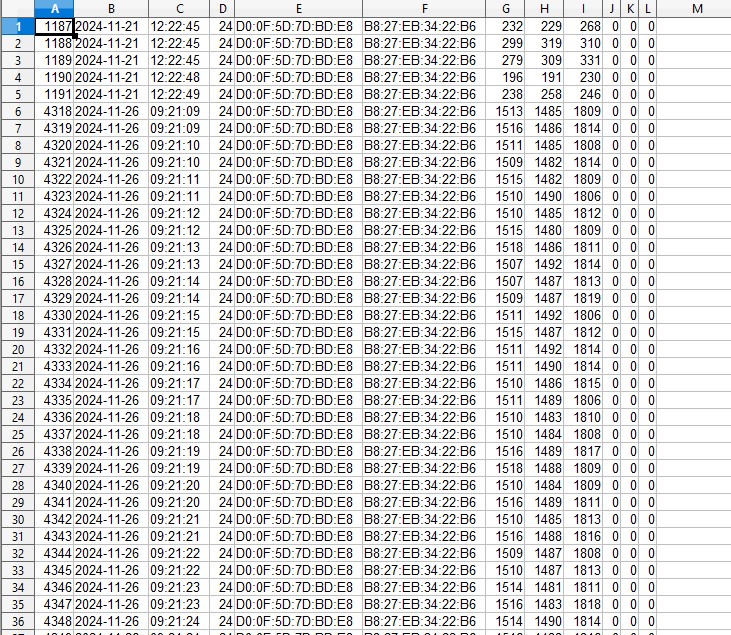 A B C D E F G H I J K L M
1 1187 2024-11-21 12:22:45 24 D0:0F:5D:7D:BD:E8 B8:27:EB:34:22:B6 232 229 268 0 0 0
2 1188 2024-11-21 12:22:45 24 D0:0F:5D:7D:BD:E8 B8:27:EB:34:22:B6 299 319 310 0 0 0
3 1189 2024-11-21 12:22:45 24 D0:0F:5D:7D:BD:E8 B8:27:EB:34:22:B6 279 309 331 0 0 0
4 1190 2024-11-21 12:22:48 24 D0:0F:5D:7D:BD:E8 B8:27:EB:34:22:B6 196 191 230 0 0 0
5 1191 2024-11-21 12:22:49 24 D0:0F:5D:7D:BD:E8 B8:27:EB:34:22:B6 238 258 246 0 0 0
6 4318 2024-11-26 09:21:09 24 D0:0F:5D:7D:BD:E8 B8:27:EB:34:22:B6 1513 1485 1809 0 0 0
7 4319 2024-11-26 09:21:09 24 D0:0F:5D:7D:BD:E8 B8:27:EB:34:22:B6 1516 1486 1814 0 0 0
8 4320 2024-11-26 09:21:10 24 D0:0F:5D:7D:BD:E8 B8:27:EB:34:22:B6 1511 1485 1808 0 0 0
9 4321 2024-11-26 09:21:10 24 D0:0F:5D:7D:BD:E8 B8:27:EB:34:22:B6 1509 1482 1814 0 0 0
10 4322 2024-11-26 09:21:11 24 D0:0F:5D:7D:BD:E8 B8:27:EB:34:22:B6 1515 1482 1809 0 0 0
11 4323 2024-11-26 09:21:11 24 D0:0F:5D:7D:BD:E8 B8:27:EB:34:22:B6 1510 1490 1806 0 0 0
12 4324 2024-11-26 09:21:12 24 D0:0F:5D:7D:BD:E8 B8:27:EB:34:22:B6 1510 1485 1812 0 0 0
13 4325 2024-11-26 09:21:12 24 D0:0F:5D:7D:BD:E8 B8:27:EB:34:22:B6 1515 1480 1809 0 0 0
14 4326 2024-11-26 09:21:13 24 D0:0F:5D:7D:BD:E8 B8:27:EB:34:22:B6 1518 1486 1811 0 0 0
15 4327 2024-11-26 09:21:13 24 D0:0F:5D:7D:BD:E8 B8:27:EB:34:22:B6 1507 1492 1814 0 0 0
16 4328 2024-11-26 09:21:14 24 D0:0F:5D:7D:BD:E8 B8:27:EB:34:22:B6 1507 1487 1813 0 0 0
17 4329 2024-11-26 09:21:14 24 D0:0F:5D:7D:BD:E8 B8:27:EB:34:22:B6 1509 1487 1819 0 0 0
18 4330 2024-11-26 09:21:15 24 D0:0F:5D:7D:BD:E8 B8:27:EB:34:22:B6 1511 1492 1806 0 0 0
19 4331 2024-11-26 09:21:15 24 D0:0F:5D:7D:BD:E8 B8:27:EB:34:22:B6 1515 1487 1812 0 0 0
20 4332 2024-11-26 09:21:16 24 D0:0F:5D:7D:BD:E8 B8:27:EB:34:22:B6 1511 1492 1814 0 0 0
21 4333 2024-11-26 09:21:16 24 D0:0F:5D:7D:BD:E8 B8:27:EB:34:22:B6 1511 1490 1814 0 0 0
22 4334 2024-11-26 09:21:17 24 D0:0F:5D:7D:BD:E8 B8:27:EB:34:22:B6 1510 1486 1815 0 0 0
23 4335 2024-11-26 09:21:17 24 D0:0F:5D:7D:BD:E8 B8:27:EB:34:22:B6 1511 1489 1806 0 0 0
24 4336 2024-11-26 09:21:18 24 D0:0F:5D:7D:BD:E8 B8:27:EB:34:22:B6 1510 1483 1810 0 0 0
25 4337 2024-11-26 09:21:18 24 D0:0F:5D:7D:BD:E8 B8:27:EB:34:22:B6 1510 1484 1808 0 0 0
26 4338 2024-11-26 09:21:19 24 D0:0F:5D:7D:BD:E8 B8:27:EB:34:22:B6 1516 1489 1817 0 0 0
27 4339 2024-11-26 09:21:19 24 D0:0F:5D:7D:BD:E8 B8:27:EB:34:22:B6 1518 1488 1809 0 0 0
28 4340 2024-11-26 09:21:20 24 D0:0F:5D:7D:BD:E8 B8:27:EB:34:22:B6 1510 1484 1809 0 0 0
29 4341 2024-11-26 09:21:20 24 D0:0F:5D:7D:BD:E8 B8:27:EB:34:22:B6 1516 1489 1811 0 0 0
30 4342 2024-11-26 09:21:21 24 D0:0F:5D:7D:BD:E8 B8:27:EB:34:22:B6 1510 1485 1813 0 0 0
31 4343 2024-11-26 09:21:21 24 D0:0F:5D:7D:BD:E8 B8:27:EB:34:22:B6 1516 1488 1816 0 0 0
32 4344 2024-11-26 09:21:22 24 D0:0F:5D:7D:BD:E8 B8:27:EB:34:22:B6 1509 1487 1808 0 0 0
33 4345 2024-11-26 09:21:22 24 D0:0F:5D:7D:BD:E8 B8:27:EB:34:22:B6 1510 1487 1813 0 0 0
34 4346 2024-11-26 09:21:23 24 D0:0F:5D:7D:BD:E8 B8:27:EB:34:22:B6 1514 1481 1811 0 0 0
35 4347 2024-11-26 09:21:23 24 D0:0F:5D:7D:BD:E8 B8:27:EB:34:22:B6 1516 1483 1818 0 0 0
36 4348 2024-11-26 09:21:24 24 D0:0F:5D:7D:BD:E8 B8:27:EB:34:22:B6 1514 1490 1814 0 0 0